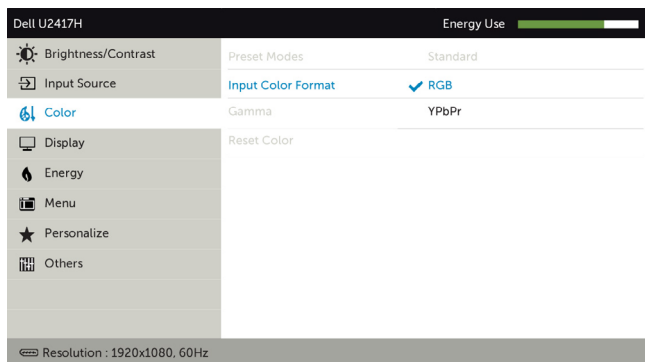 Dell U2417H Energy Use
Brightness/Contrast Preset Modes Standard
Input Source Input Color Format RGB
Color Gamma YPbPr
Display Reset Color
Energy
Menu
Personalize
Others
Resolution : 1920x1080, 60Hz